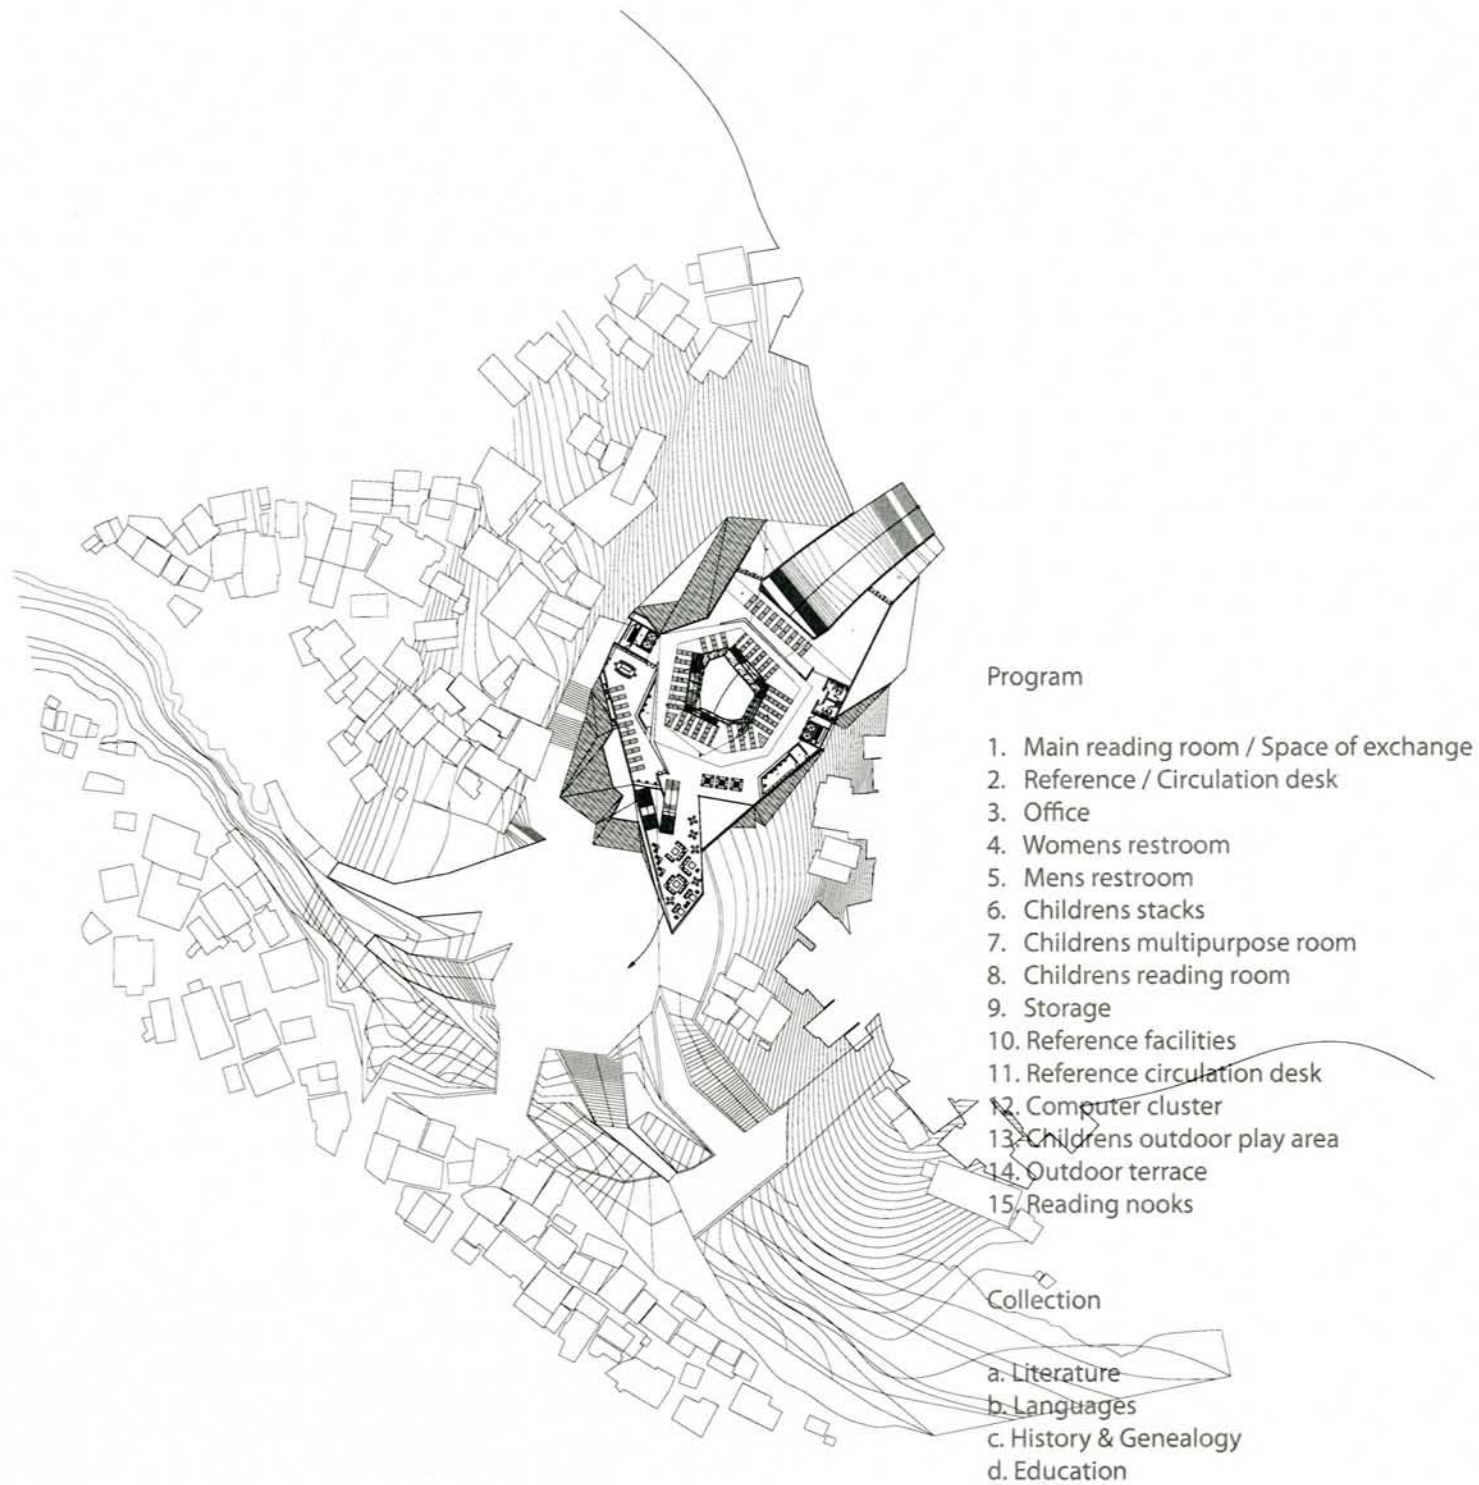 Program
1. Main reading room / Space of exchange
2. Reference / Circulation desk
3. Office
4. Womens restroom
5. Mens restroom
6. Childrens stacks
7. Childrens multipurpose room
8. Childrens reading room
9. Storage
10. Reference facilities
11. Reference circulation desk
12. Computer cluster
13. Childrens outdoor play area
14. Outdoor terrace
15. Reading nooks
Collection
a. Literature
b. Languages
c. History & Genealogy
d. Education